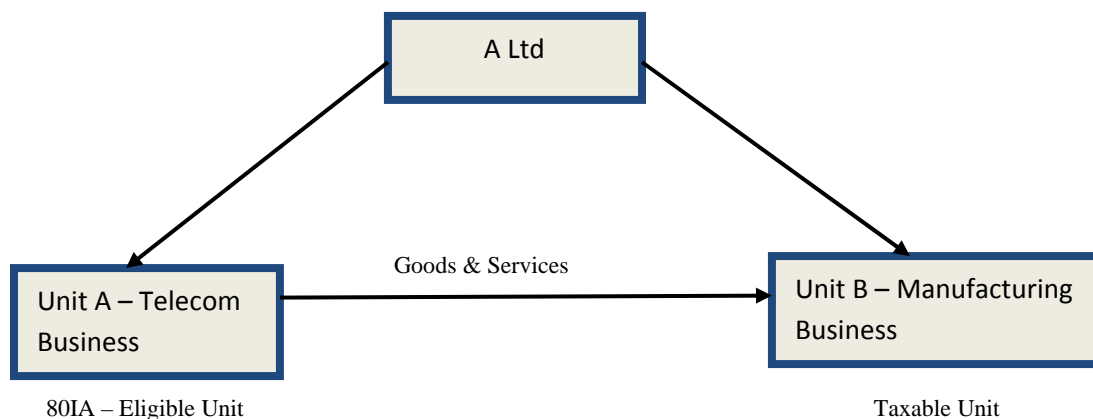 A Ltd
Goods & Services
Unit A – Telecom
Business
Unit B – Manufacturing
Business
80IA – Eligible Unit
Taxable Unit